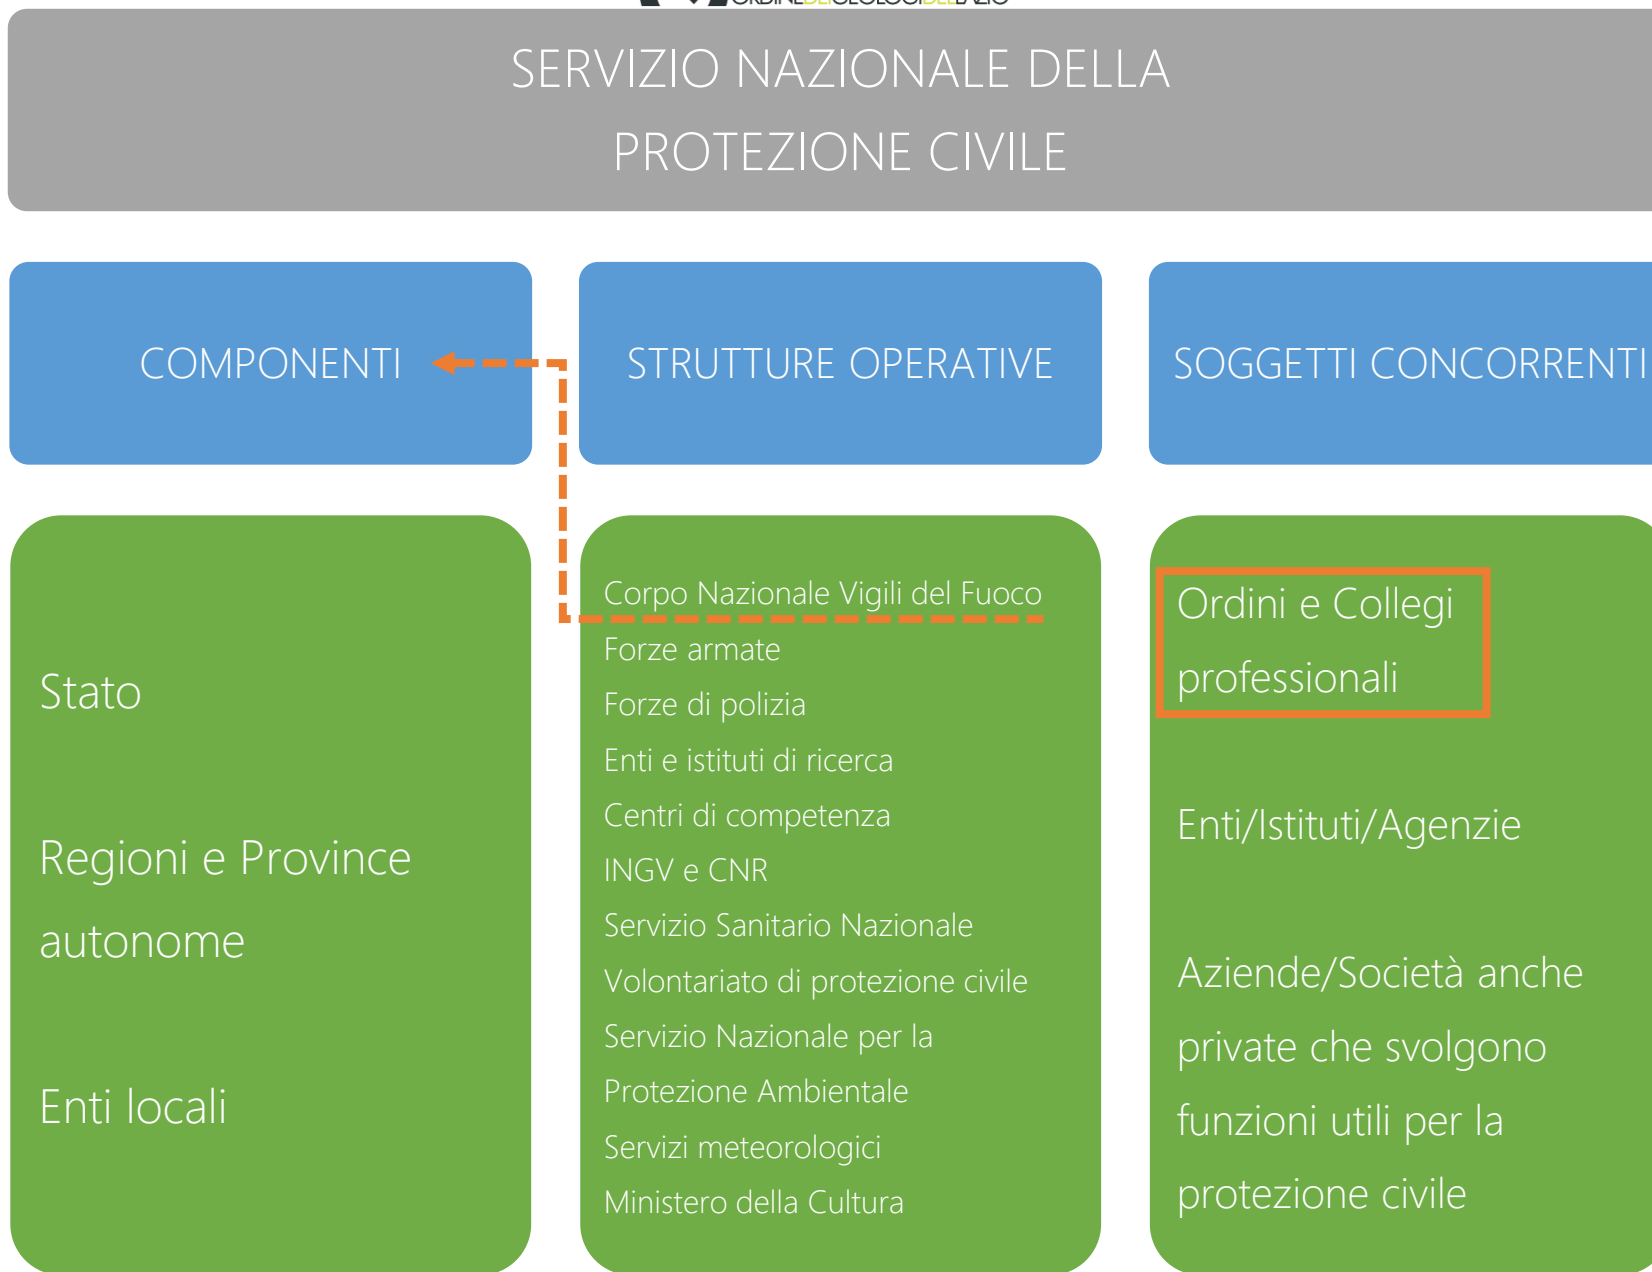 ORDINEDEIGEOLOGIDELLAZIO
SERVIZIO NAZIONALE DELLA
PROTEZIONE CIVILE
COMPONENTI
STRUTTURE OPERATIVE
SOGGETTI CONCORRENTI
Stato
Regioni e Province
autonome
Enti locali
Corpo Nazionale Vigili del Fuoco
Forze armate
Forze di polizia
Enti e istituti di ricerca
Centri di competenza
INGV e CNR
Servizio Sanitario Nazionale
Volontariato di protezione civile
Servizio Nazionale per la
Protezione Ambientale
Servizi meteorologici
Ministero della Cultura
Ordini e Collegi
professionali
Enti/Istituti/Agenzie
Aziende/Società anche
private che svolgono
funzioni utili per la
protezione civile